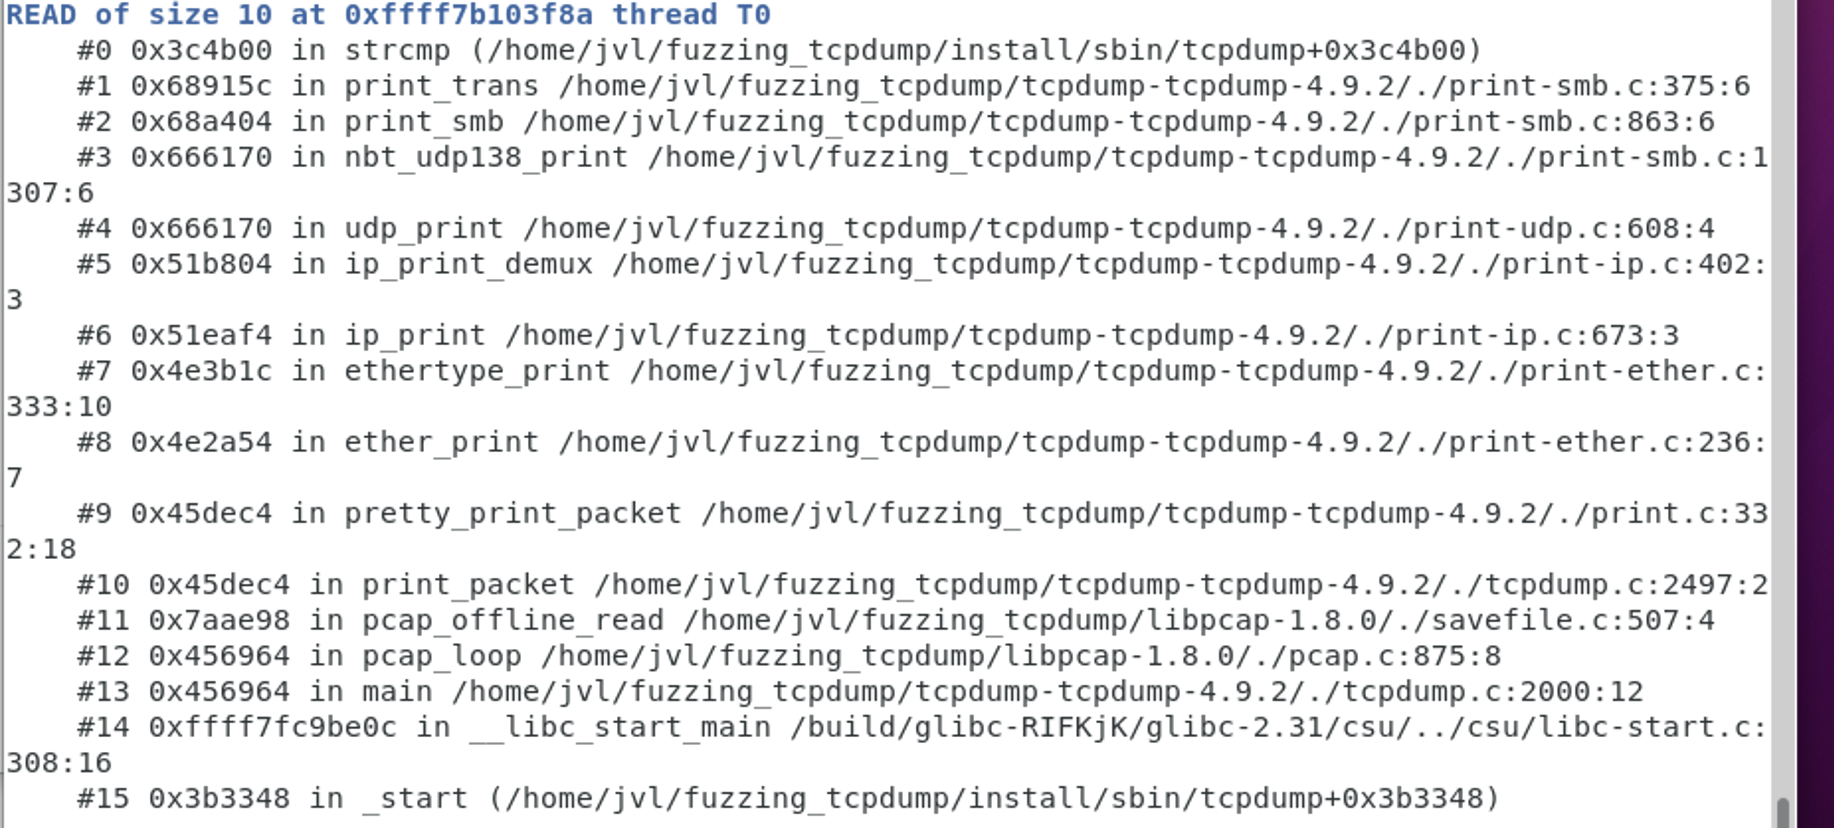 READ of size 10 at 0xffff7b103f8a thread T0
    #0 0x3c4b00 in strcmp (/home/jvl/fuzzing_tcpdump/install/sbin/tcpdump+0x3c4b00)
    #1 0x68915c in print_trans /home/jvl/fuzzing_tcpdump/tcpdump-tcpdump-4.9.2/./print-smb.c:375:6
    #2 0x68a404 in print_smb /home/jvl/fuzzing_tcpdump/tcpdump-tcpdump-4.9.2/./print-smb.c:863:6
    #3 0x666170 in nbt_udp138_print /home/jvl/fuzzing_tcpdump/tcpdump-tcpdump-4.9.2/./print-smb.c:1
307:6
    #4 0x666170 in udp_print /home/jvl/fuzzing_tcpdump/tcpdump-tcpdump-4.9.2/./print-udp.c:608:4
    #5 0x51b804 in ip_print_demux /home/jvl/fuzzing_tcpdump/tcpdump-tcpdump-4.9.2/./print-ip.c:402:
3
    #6 0x51eaf4 in ip_print /home/jvl/fuzzing_tcpdump/tcpdump-tcpdump-4.9.2/./print-ip.c:673:3
    #7 0x4e3b1c in ethertype_print /home/jvl/fuzzing_tcpdump/tcpdump-tcpdump-4.9.2/./print-ether.c:
333:10
    #8 0x4e2a54 in ether_print /home/jvl/fuzzing_tcpdump/tcpdump-tcpdump-4.9.2/./print-ether.c:236:
7
    #9 0x45dec4 in pretty_print_packet /home/jvl/fuzzing_tcpdump/tcpdump-tcpdump-4.9.2/./print.c:33
2:18
    #10 0x45dec4 in print_packet /home/jvl/fuzzing_tcpdump/tcpdump-tcpdump-4.9.2/./tcpdump.c:2497:2
    #11 0x7aae98 in pcap_offline_read /home/jvl/fuzzing_tcpdump/libpcap-1.8.0/./savefile.c:507:4
    #12 0x456964 in pcap_loop /home/jvl/fuzzing_tcpdump/libpcap-1.8.0/./pcap.c:875:8
    #13 0x456964 in main /home/jvl/fuzzing_tcpdump/tcpdump-tcpdump-4.9.2/./tcpdump.c:2000:12
    #14 0xffff7fc9be0c in __libc_start_main /build/glibc-RIFKjK/glibc-2.31/csu/../csu/libc-start.c:
308:16
    #15 0x3b3348 in _start (/home/jvl/fuzzing_tcpdump/install/sbin/tcpdump+0x3b3348)